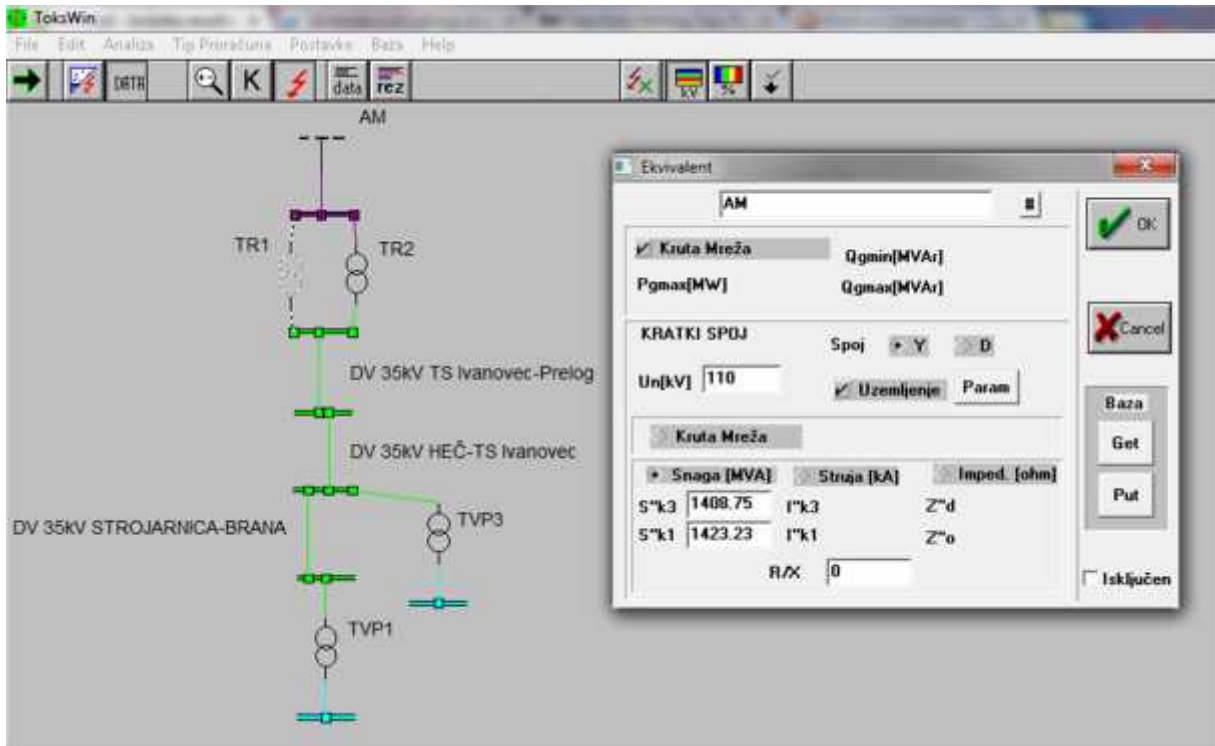 ToksWin
File Edit Analiza Tip Proračuna Postavke Baza Help
DATA K data rez kV %
AM
TR1 TR2
DV 35kV TS Ivanovec-Prelog
DV 35kV HEČ-TS Ivanovec
DV 35kV STROJARNICA-BRANA
TVP3
TVP1
Ekvivalent
AM
OK
Kruta Mreža
Qgmin[MVAr]
Pgmax[MW]
Qgmax[MVAr]
Cancel
KRATKI SPOJ
Spoj Y D
Un[kV] 110
Uzemljenje Param
Baza
Kruta Mreža
Get
Snaga [MVA] Struja [kA] Imped. [ohm]
S"k3 1408.75 I"k3 Z"d
Put
S"k1 1423.23 I"k1 Z"o
R/X 0
Isključen